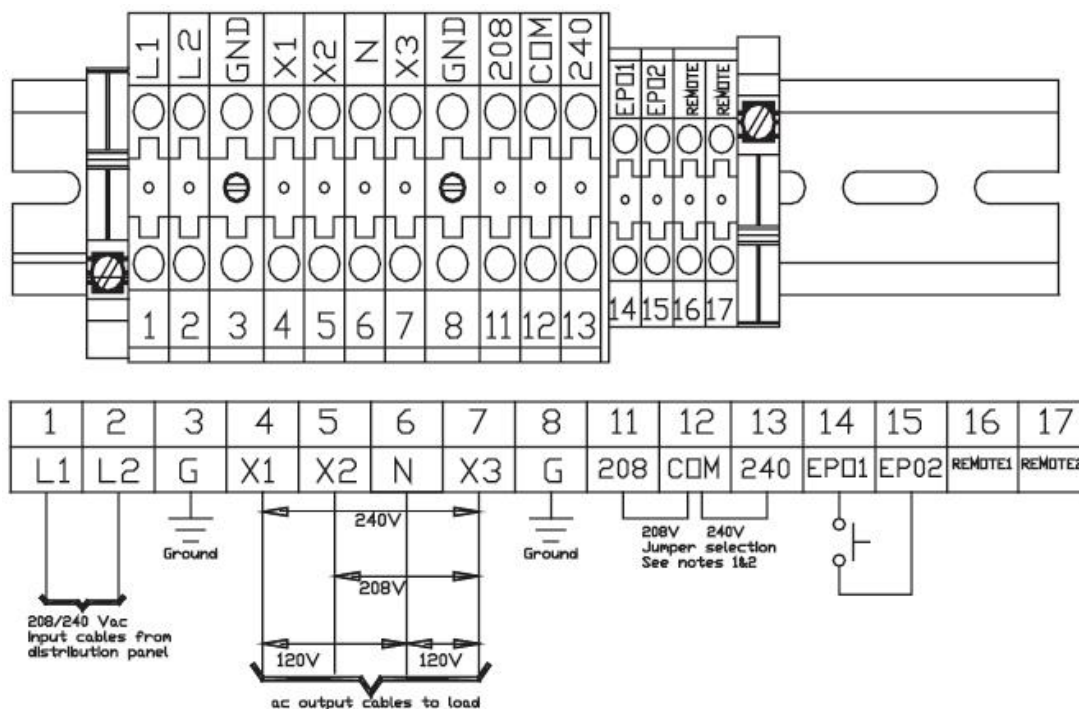 L1 L2 GND X1 X2 N X3 GND 208 COM 240 EPO1 EPO2 REMOTE REMOTE
1 2 3 4 5 6 7 8 11 12 13 14 15 16 17
1 2 3 4 5 6 7 8 11 12 13 14 15 16 17
L1 L2 G X1 X2 N X3 G 208 COM 240 EPO1 EPO2 REMOTE1 REMOTE2
240V
Ground
Ground
208V 240V
Jumper selection
See notes 1&2
208V
208/240 Vac
Input cables from
distribution panel
120V 120V
ac output cables to load